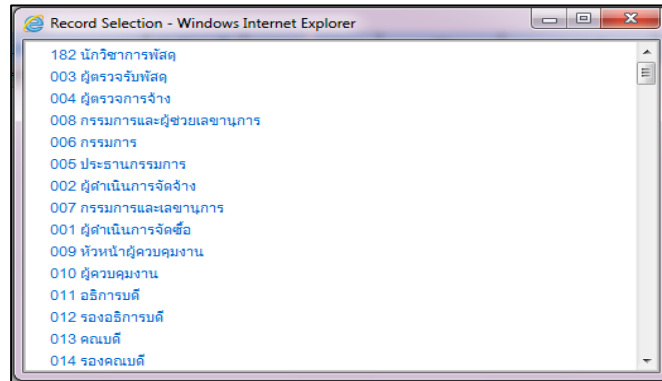 Record Selection - Windows Internet Explorer
182 นักวิชาการพัสดุ
003 ผู้ตรวจรับพัสดุ
004 ผู้ตรวจการจ้าง
008 กรรมการและผู้ช่วยเลขานุการ
006 กรรมการ
005 ประธานกรรมการ
002 ผู้ดำเนินการจัดจ้าง
007 กรรมการและเลขานุการ
001 ผู้ดำเนินการจัดซื้อ
009 หัวหน้าผู้ควบคุมงาน
010 ผู้ควบคุมงาน
011 อธิการบดี
012 รองอธิการบดี
013 คณบดี
014 รองคณบดี